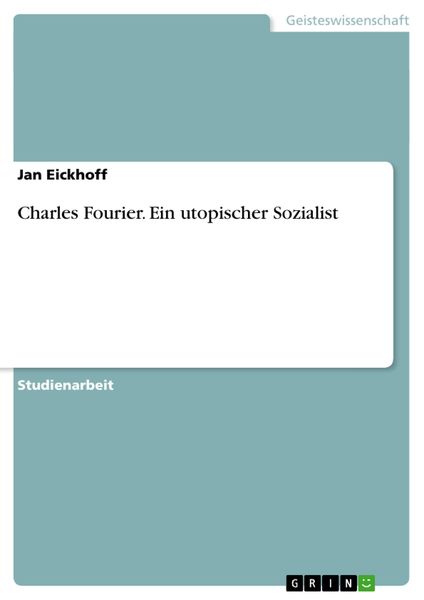 Geisteswissenschaft
Jan Eickhoff
Charles Fourier. Ein utopischer Sozialist
Studienarbeit
GRIN